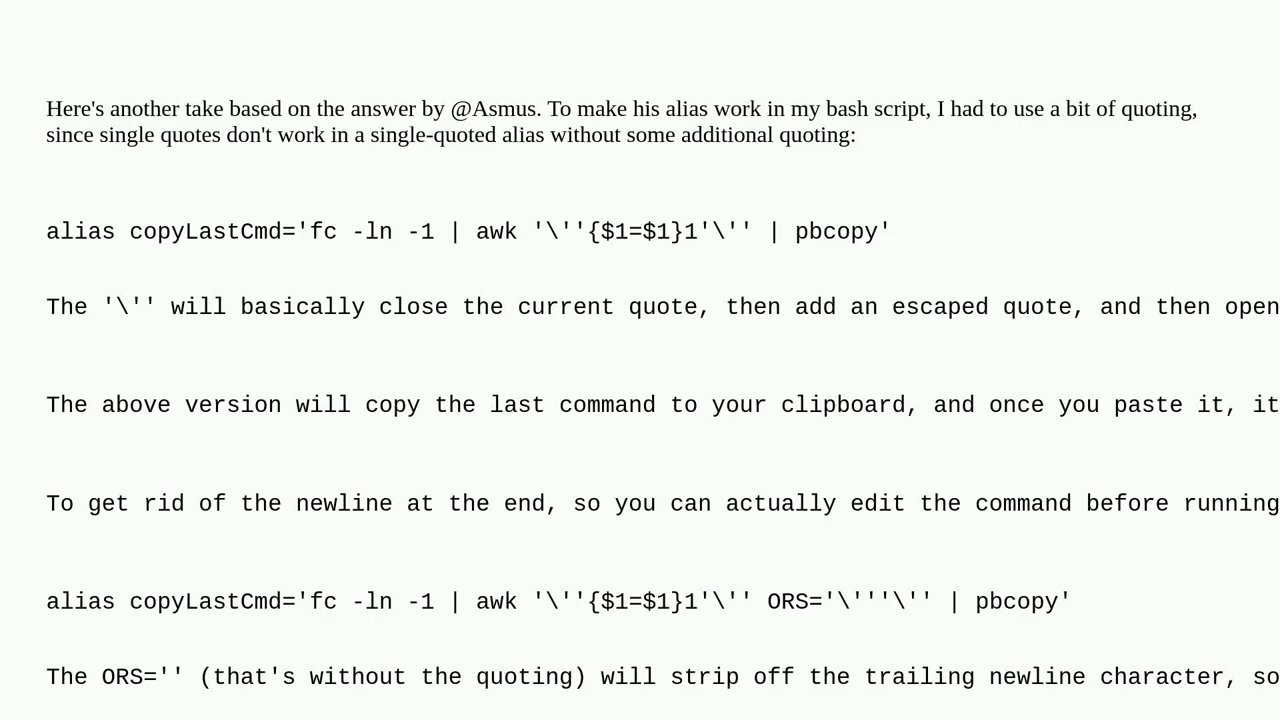 Here's another take based on the answer by @Asmus. To make his alias work in my bash script, I had to use a bit of quoting,
since single quotes don't work in a single-quoted alias without some additional quoting:
alias copyLastCmd='fc -ln -1 | awk '\''{$1=$1}1'\'' | pbcopy'
The '\'' will basically close the current quote, then add an escaped quote, and then open
The above version will copy the last command to your clipboard, and once you paste it, it
To get rid of the newline at the end, so you can actually edit the command before running
alias copyLastCmd='fc -ln -1 | awk '\''{$1=$1}1'\'' ORS='\'''\'' | pbcopy'
The ORS='' (that's without the quoting) will strip off the trailing newline character, so